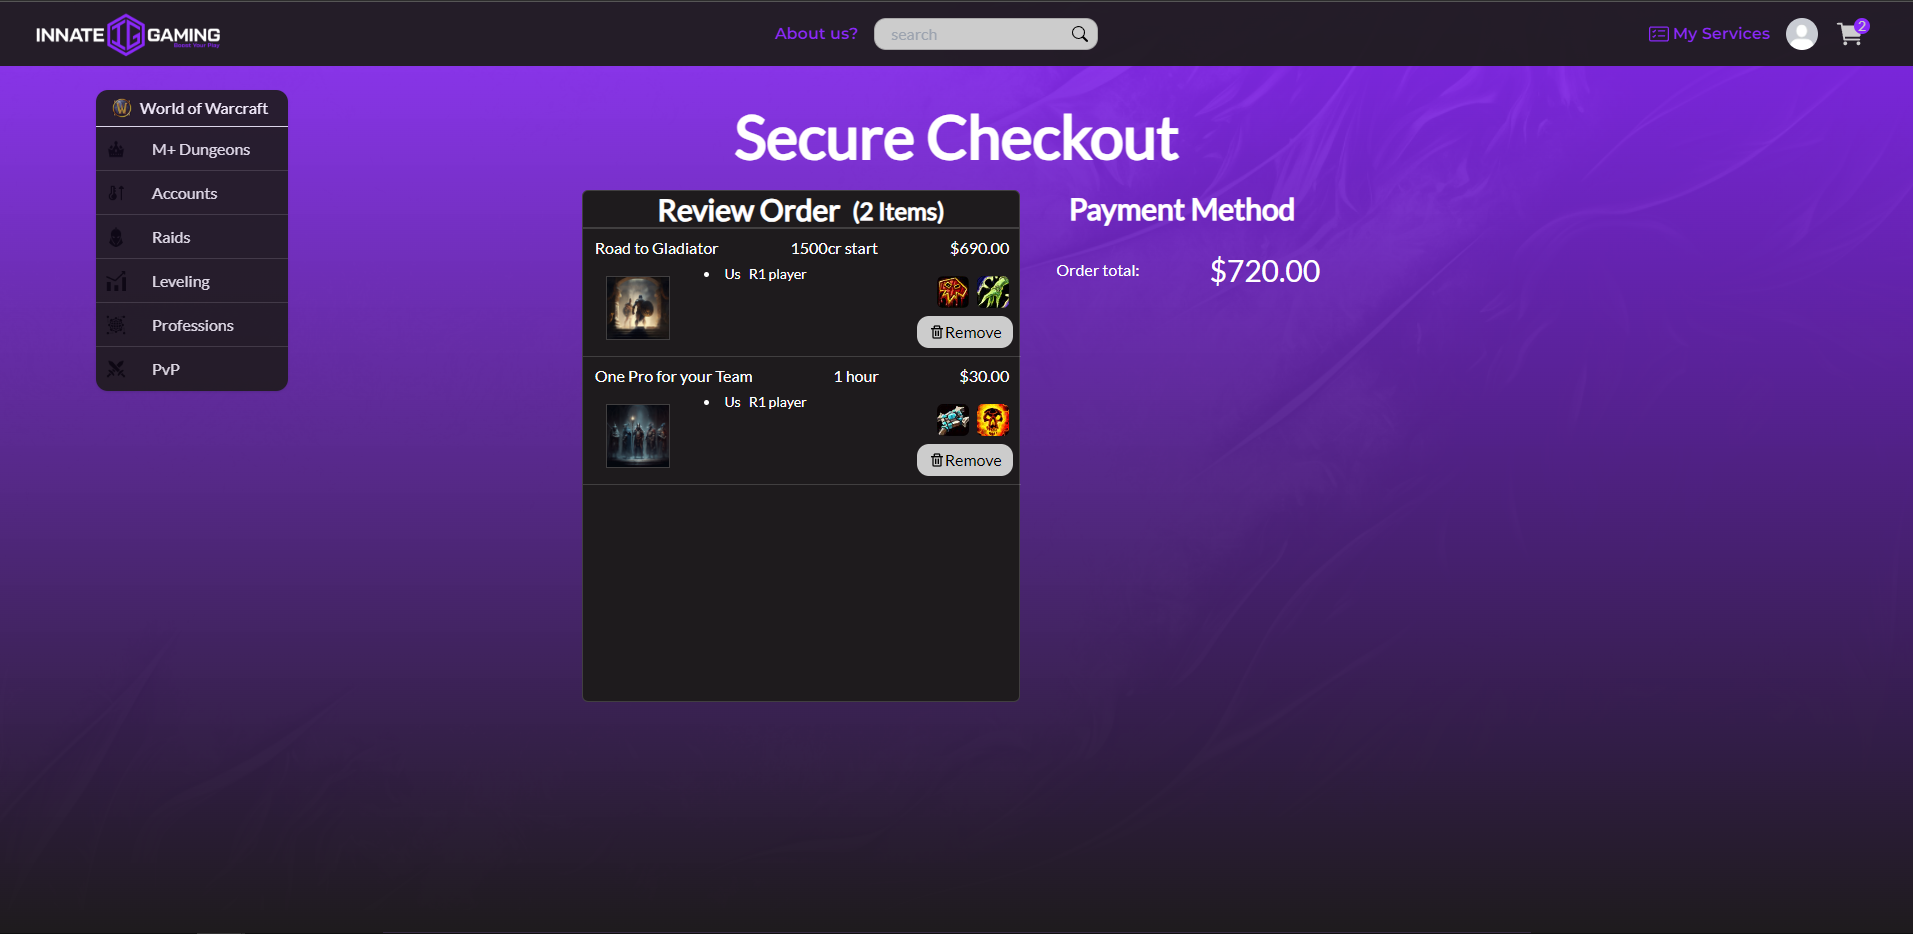 INNATE GAMING
Boost Your Play
About us?
search
My Services
2
World of Warcraft
M+ Dungeons
Accounts
Raids
Leveling
Professions
PvP
Secure Checkout
Review Order (2 Items)
Road to Gladiator 1500cr start $690.00
• Us R1 player
Remove
One Pro for your Team 1 hour $30.00
• Us R1 player
Remove
Payment Method
Order total: $720.00